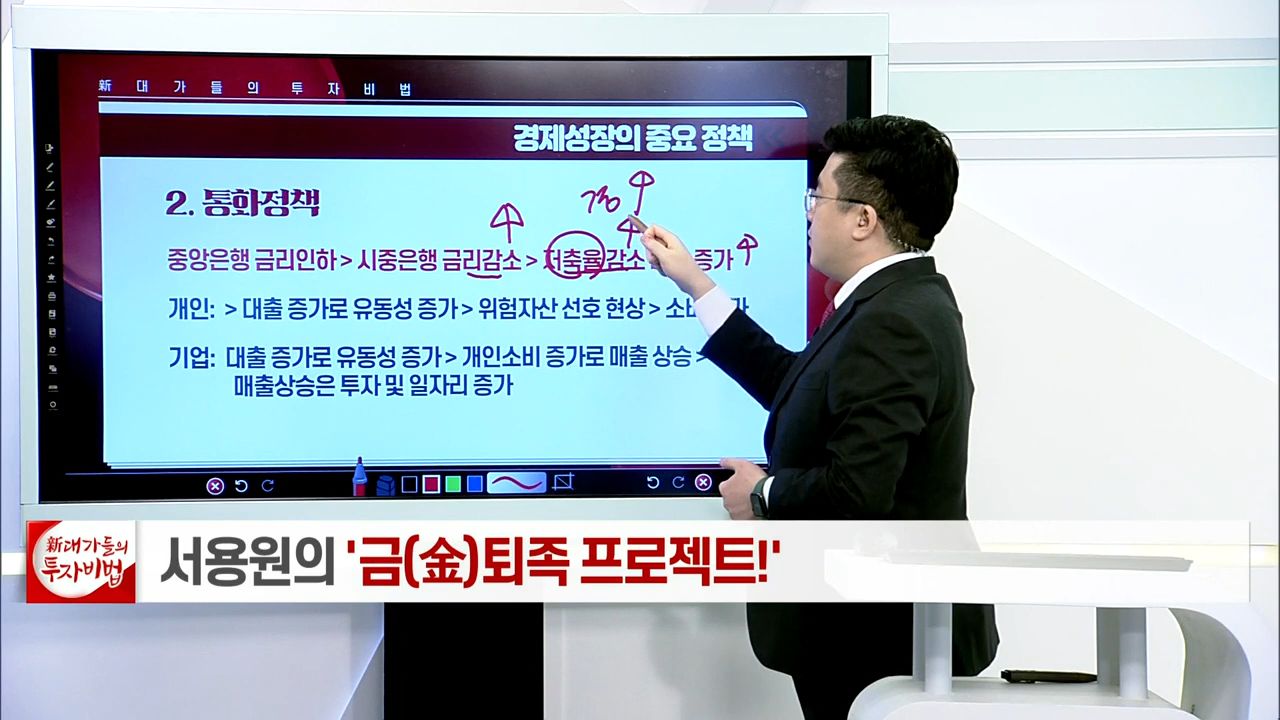 新 대가들의 투자비법
경제성장의 중요 정책
2. 통화정책
중앙은행 금리인하 > 시중은행 금리감소 > 저축율 감소 증가
개인: > 대출 증가로 유동성 증가 > 위험자산 선호 현상 > 소비
기업: 대출 증가로 유동성 증가 > 개인소비 증가로 매출 상승 >
매출상승은 투자 및 일자리 증가
新대가들의
투자비법
서용원의 '금(金)퇴족 프로젝트!'